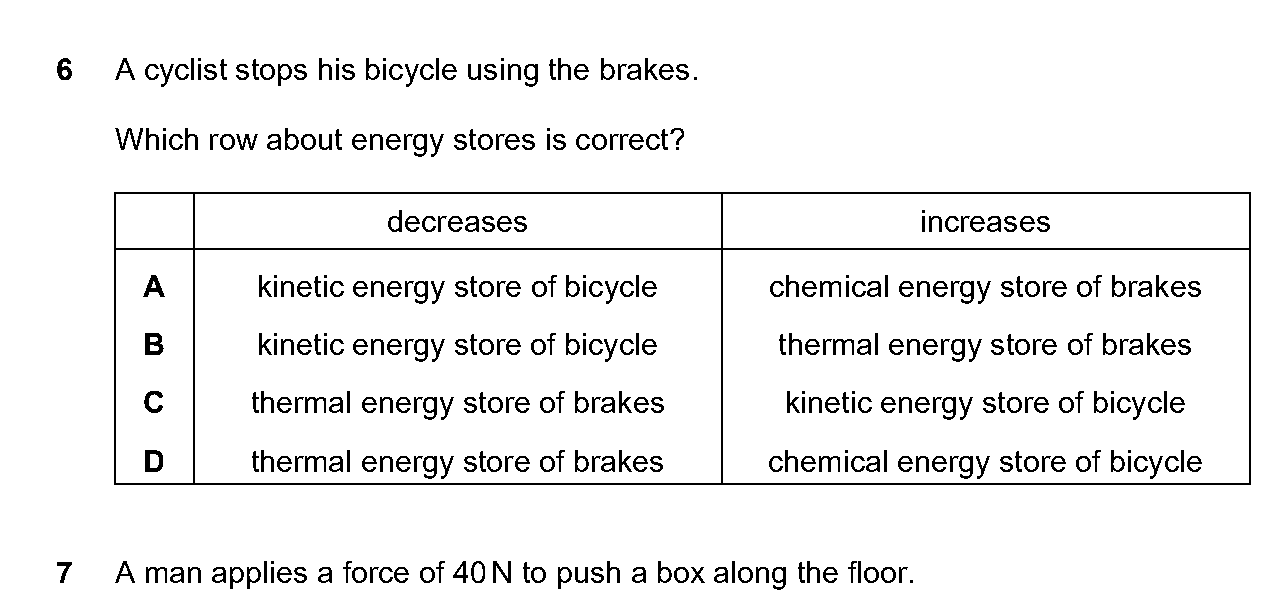 6 A cyclist stops his bicycle using the brakes.
Which row about energy stores is correct?
decreases increases
A kinetic energy store of bicycle chemical energy store of brakes
B kinetic energy store of bicycle thermal energy store of brakes
C thermal energy store of brakes kinetic energy store of bicycle
D thermal energy store of brakes chemical energy store of bicycle
7 A man applies a force of 40 N to push a box along the floor.